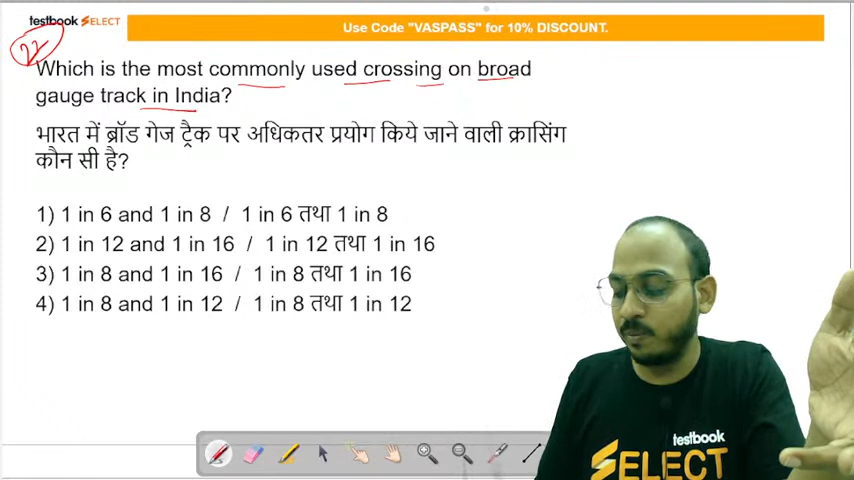 testbook SELECT
Use Code "VASPASS" for 10% DISCOUNT.
22
Which is the most commonly used crossing on broad
gauge track in India?
भारत में ब्रॉड गेज ट्रैक पर अधिकतर प्रयोग किये जाने वाली क्रासिंग
कौन सी है?
1) 1 in 6 and 1 in 8 / 1 in 6 तथा 1 in 8
2) 1 in 12 and 1 in 16 / 1 in 12 तथा 1 in 16
3) 1 in 8 and 1 in 16 / 1 in 8 तथा 1 in 16
4) 1 in 8 and 1 in 12 / 1 in 8 तथा 1 in 12
testbook
SELECT